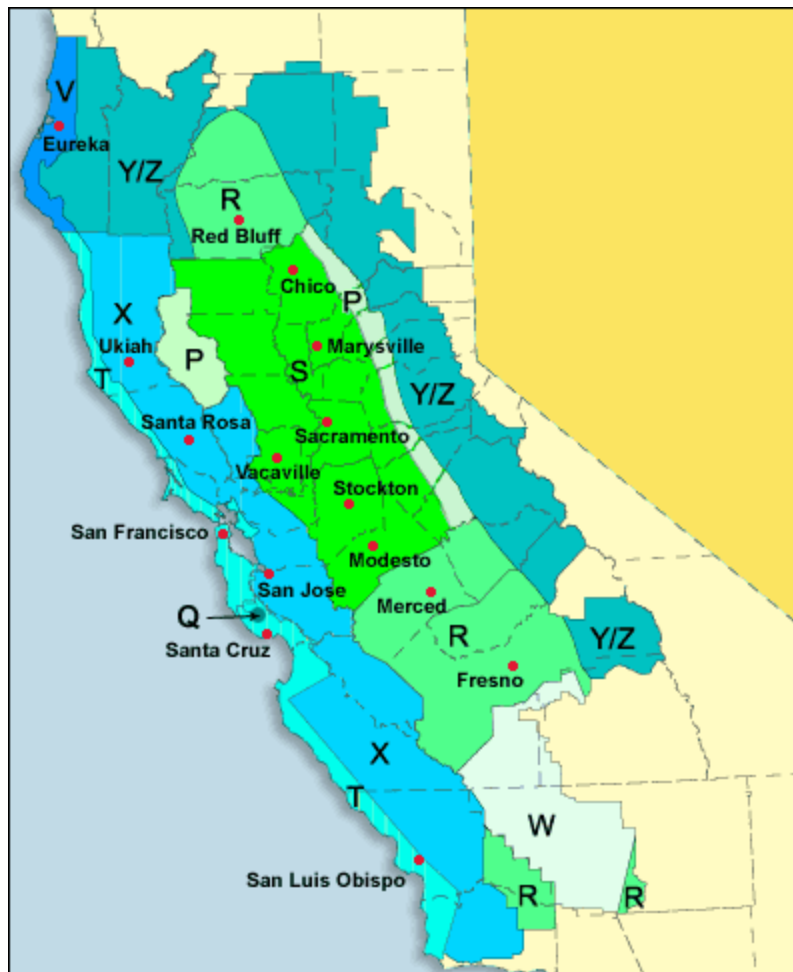 V
Eureka
Y/Z
R
Red Bluff
Chico
P
X
Ukiah
P
Marysville
S
T
Y/Z
Santa Rosa
Sacramento
Vacaville
Stockton
San Francisco
Modesto
San Jose
Merced
Q
R
Santa Cruz
Y/Z
Fresno
X
T
W
San Luis Obispo
R
R